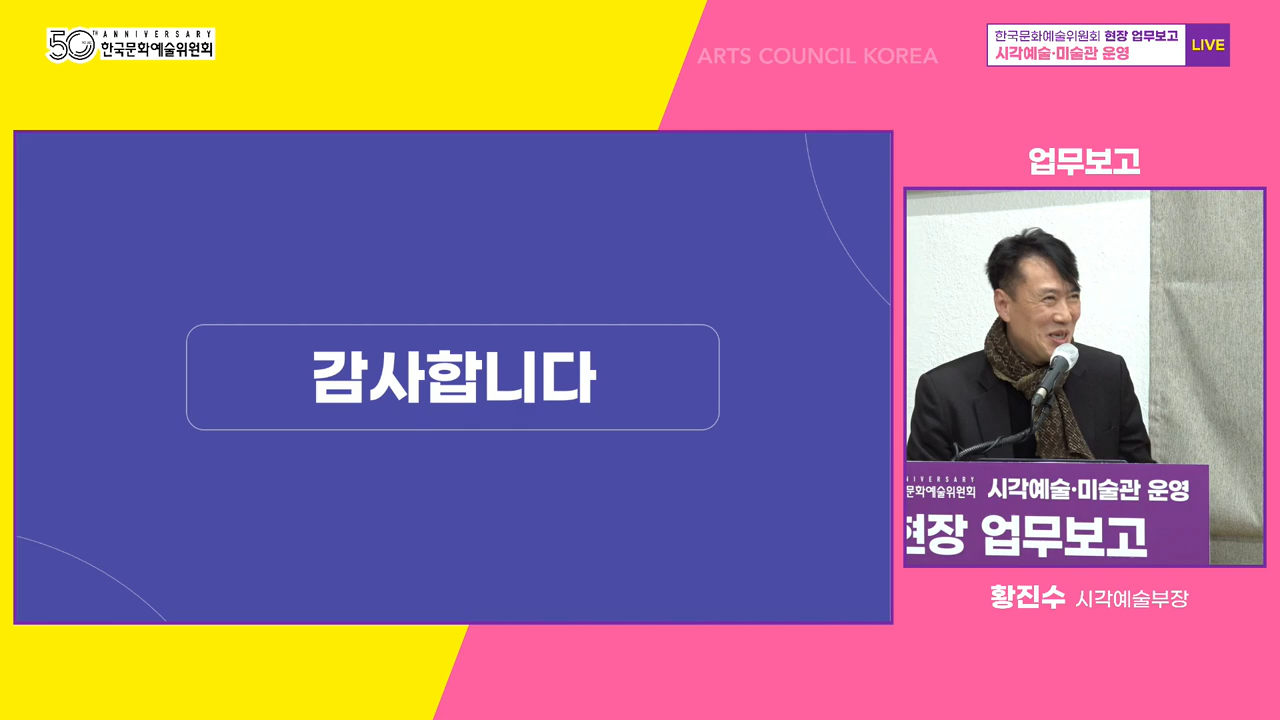 50TH ANNIVERSARY
한국문화예술위원회
ARTS COUNCIL KOREA
한국문화예술위원회 현장 업무보고
시각예술·미술관 운영
LIVE
감사합니다
업무보고
NIVERSARY
문화예술위원회
시각예술·미술관 운영
현장 업무보고
황진수 시각예술부장